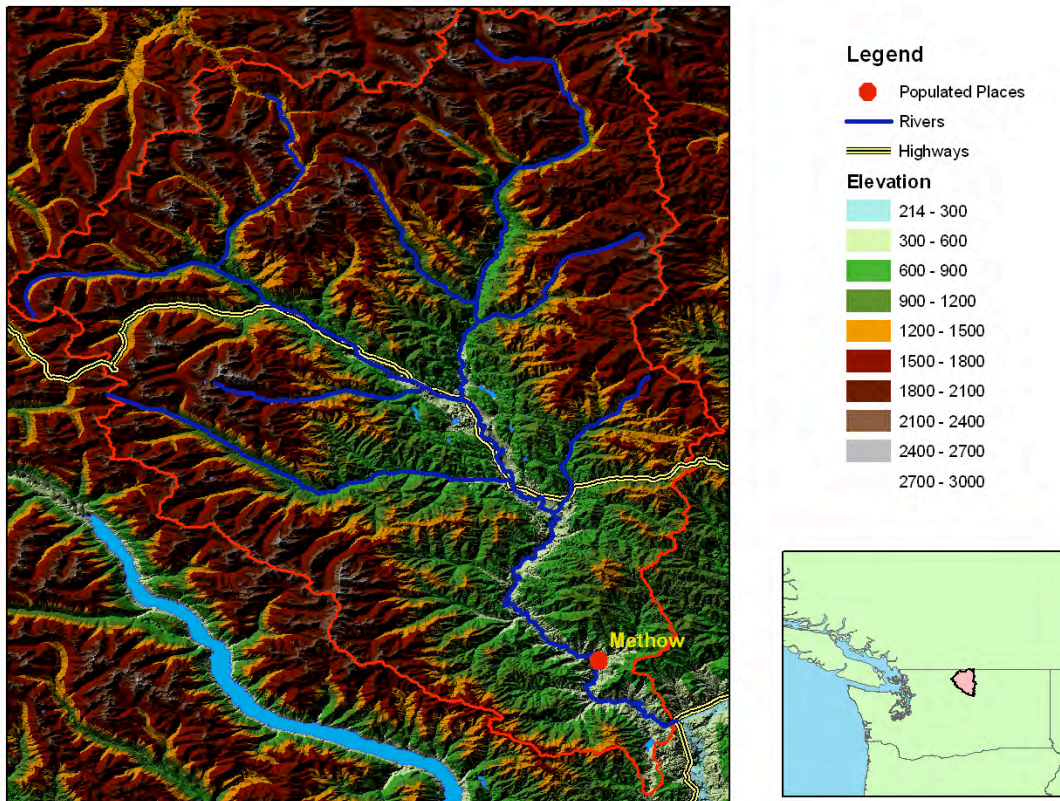 Methow
Legend
Populated Places
Rivers
Highways
Elevation
214 - 300
300 - 600
600 - 900
900 - 1200
1200 - 1500
1500 - 1800
1800 - 2100
2100 - 2400
2400 - 2700
2700 - 3000